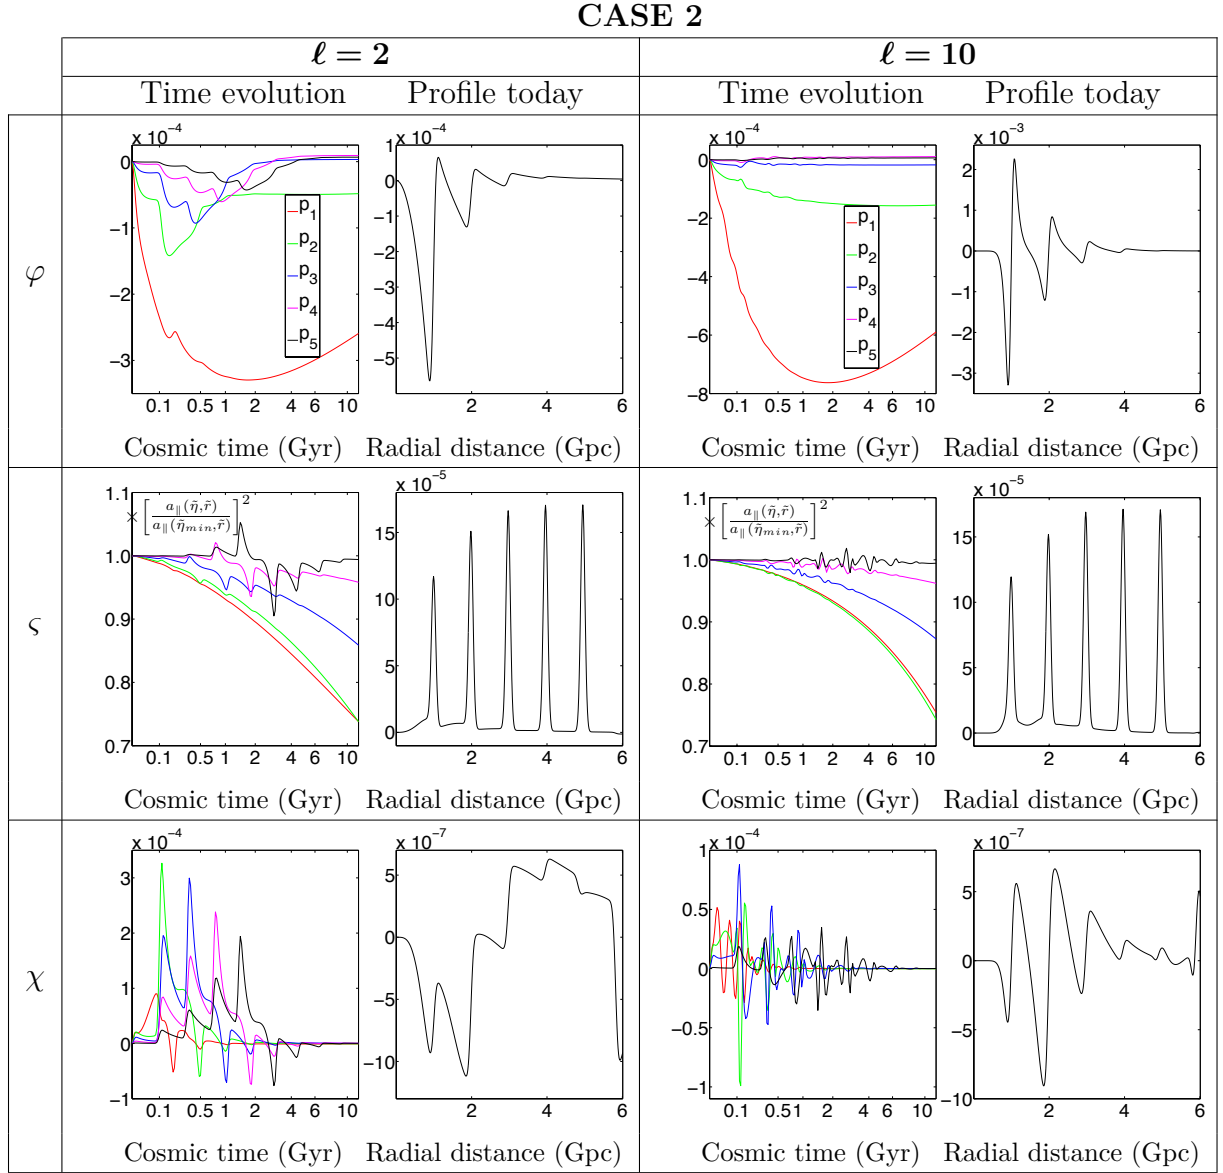 CASE 2
ℓ = 2 ℓ = 10
Time evolution Profile today Time evolution Profile today
φ
x 10⁻⁴
0
−1
−2
−3
0.1 0.5 1 2 4 6 10
Cosmic time (Gyr)
p₁
p₂
p₃
p₄
p₅
x 10⁻⁴
1
0
−1
−2
−3
−4
−5
2 4 6
Radial distance (Gpc)
x 10⁻⁴
0
−2
−4
−6
−8
0.1 0.5 1 2 4 6 10
Cosmic time (Gyr)
p₁
p₂
p₃
p₄
p₅
x 10⁻³
2
1
0
−1
−2
−3
2 4 6
Radial distance (Gpc)
ς
1.1
1.0
0.9
0.8
0.7
× [a∥(η̃,r̃) / a∥(η̃min,r̃)]²
0.1 0.5 1 2 4 6 10
Cosmic time (Gyr)
x 10⁻⁵
15
10
5
0
2 4 6
Radial distance (Gpc)
1.1
1.0
0.9
0.8
0.7
× [a∥(η̃,r̃) / a∥(η̃min,r̃)]²
0.1 0.5 1 2 4 6 10
Cosmic time (Gyr)
x 10⁻⁵
15
10
5
0
2 4 6
Radial distance (Gpc)
χ
x 10⁻⁴
3
2
1
0
−1
0.1 0.5 1 2 4 6 10
Cosmic time (Gyr)
x 10⁻⁷
5
0
−5
−10
2 4 6
Radial distance (Gpc)
x 10⁻⁴
1
0.5
0
−0.5
−1
0.1 0.5 1 2 4 6 10
Cosmic time (Gyr)
x 10⁻⁷
5
0
−5
−10
2 4 6
Radial distance (Gpc)